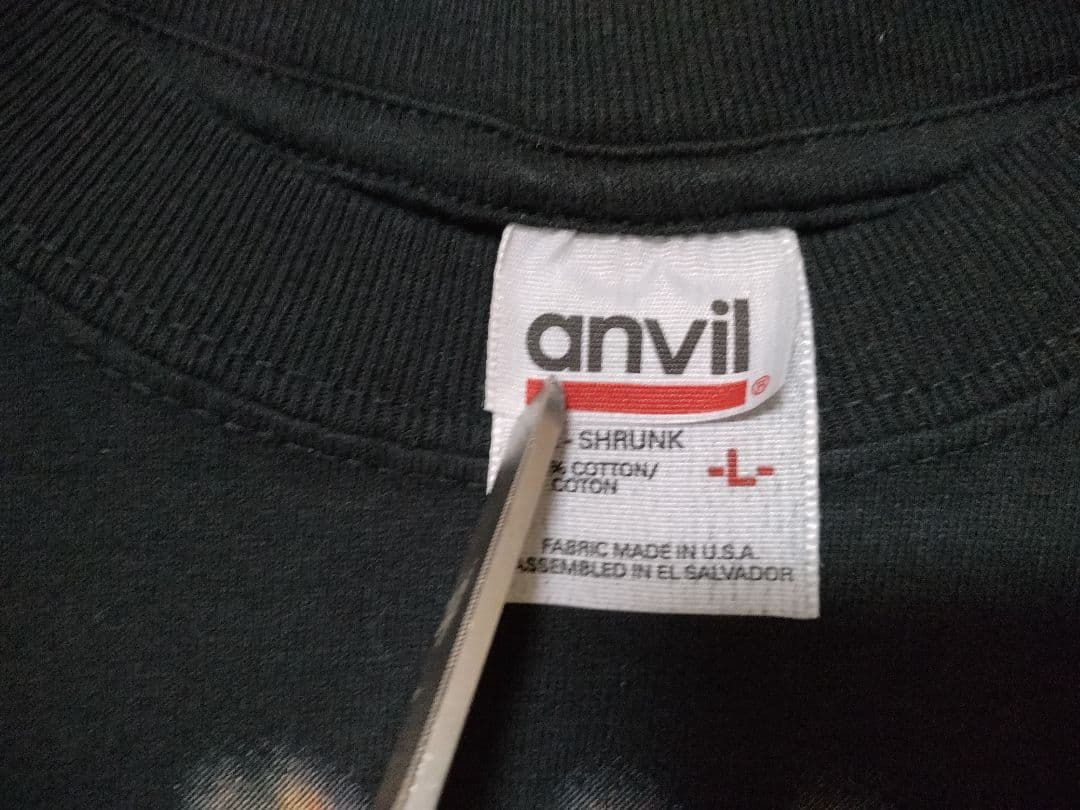 anvil®
- SHRUNK
% COTTON/
COTON
-L-
FABRIC MADE IN U.S.A.
ASSEMBLED IN EL SALVADOR